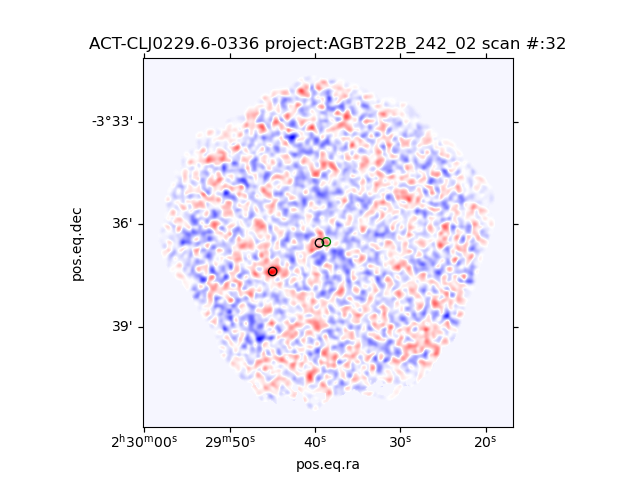 ACT-CLJ0229.6-0336 project:AGBT22B_242_02 scan #:32
-3°33'
36'
39'
pos.eq.dec
2ʰ30ᵐ00ˢ 29ᵐ50ˢ 40ˢ 30ˢ 20ˢ
pos.eq.ra